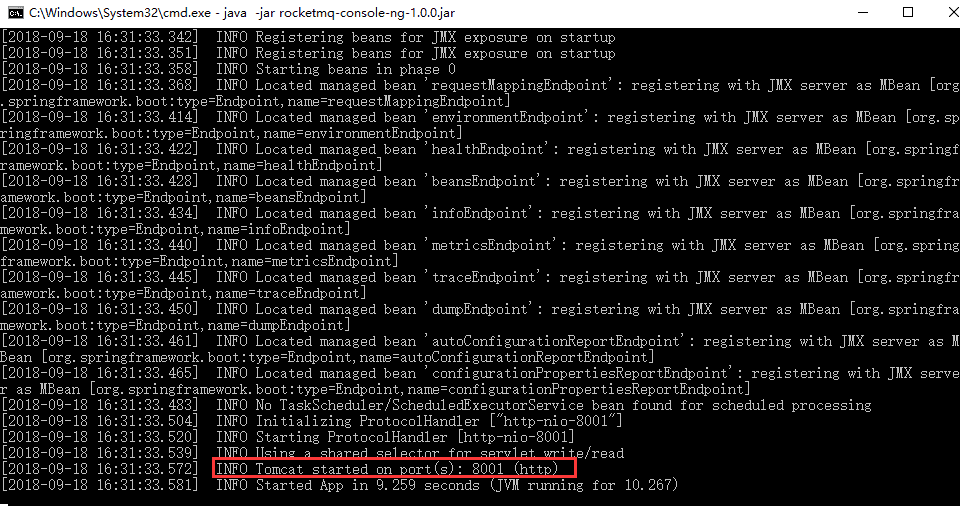 C:\Windows\System32\cmd.exe - java  -jar rocketmq-console-ng-1.0.0.jar
[2018-09-18 16:31:33.342]  INFO Registering beans for JMX exposure on startup
[2018-09-18 16:31:33.351]  INFO Registering beans for JMX exposure on startup
[2018-09-18 16:31:33.358]  INFO Starting beans in phase 0
[2018-09-18 16:31:33.368]  INFO Located managed bean 'requestMappingEndpoint': registering with JMX server as MBean [org
.springframework.boot:type=Endpoint,name=requestMappingEndpoint]
[2018-09-18 16:31:33.414]  INFO Located managed bean 'environmentEndpoint': registering with JMX server as MBean [org.sp
ringframework.boot:type=Endpoint,name=environmentEndpoint]
[2018-09-18 16:31:33.422]  INFO Located managed bean 'healthEndpoint': registering with JMX server as MBean [org.springf
ramework.boot:type=Endpoint,name=healthEndpoint]
[2018-09-18 16:31:33.428]  INFO Located managed bean 'beansEndpoint': registering with JMX server as MBean [org.springfr
amework.boot:type=Endpoint,name=beansEndpoint]
[2018-09-18 16:31:33.434]  INFO Located managed bean 'infoEndpoint': registering with JMX server as MBean [org.springfra
mework.boot:type=Endpoint,name=infoEndpoint]
[2018-09-18 16:31:33.440]  INFO Located managed bean 'metricsEndpoint': registering with JMX server as MBean [org.spring
framework.boot:type=Endpoint,name=metricsEndpoint]
[2018-09-18 16:31:33.445]  INFO Located managed bean 'traceEndpoint': registering with JMX server as MBean [org.springfr
amework.boot:type=Endpoint,name=traceEndpoint]
[2018-09-18 16:31:33.450]  INFO Located managed bean 'dumpEndpoint': registering with JMX server as MBean [org.springfra
mework.boot:type=Endpoint,name=dumpEndpoint]
[2018-09-18 16:31:33.461]  INFO Located managed bean 'autoConfigurationReportEndpoint': registering with JMX server as M
Bean [org.springframework.boot:type=Endpoint,name=autoConfigurationReportEndpoint]
[2018-09-18 16:31:33.465]  INFO Located managed bean 'configurationPropertiesReportEndpoint': registering with JMX serve
r as MBean [org.springframework.boot:type=Endpoint,name=configurationPropertiesReportEndpoint]
[2018-09-18 16:31:33.483]  INFO No TaskScheduler/ScheduledExecutorService bean found for scheduled processing
[2018-09-18 16:31:33.504]  INFO Initializing ProtocolHandler ["http-nio-8001"]
[2018-09-18 16:31:33.520]  INFO Starting ProtocolHandler [http-nio-8001]
[2018-09-18 16:31:33.539]  INFO Using a shared selector for servlet write/read
[2018-09-18 16:31:33.572]  INFO Tomcat started on port(s): 8001 (http)
[2018-09-18 16:31:33.581]  INFO Started App in 9.259 seconds (JVM running for 10.267)